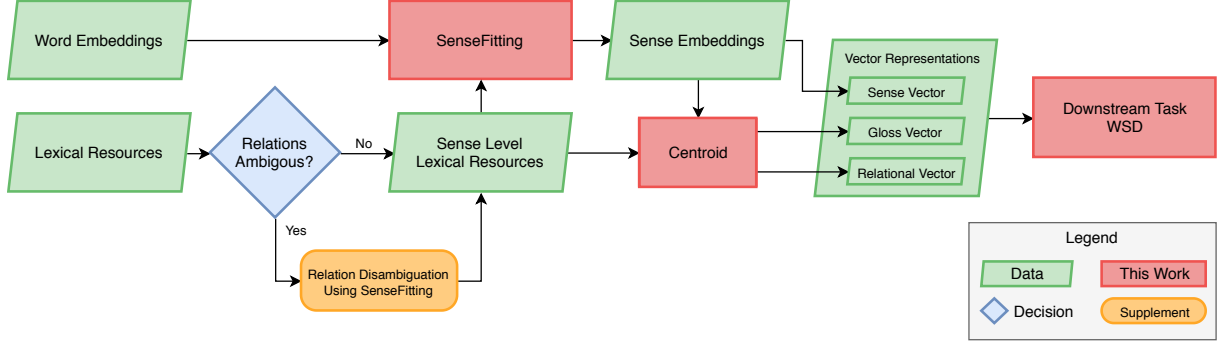 Word Embeddings
SenseFitting
Sense Embeddings
Vector Representations
Sense Vector
Gloss Vector
Relational Vector
Downstream Task
WSD
Lexical Resources
Relations
Ambigous?
No
Sense Level
Lexical Resources
Centroid
Yes
Relation Disambiguation
Using SenseFitting
Legend
Data
This Work
Decision
Supplement